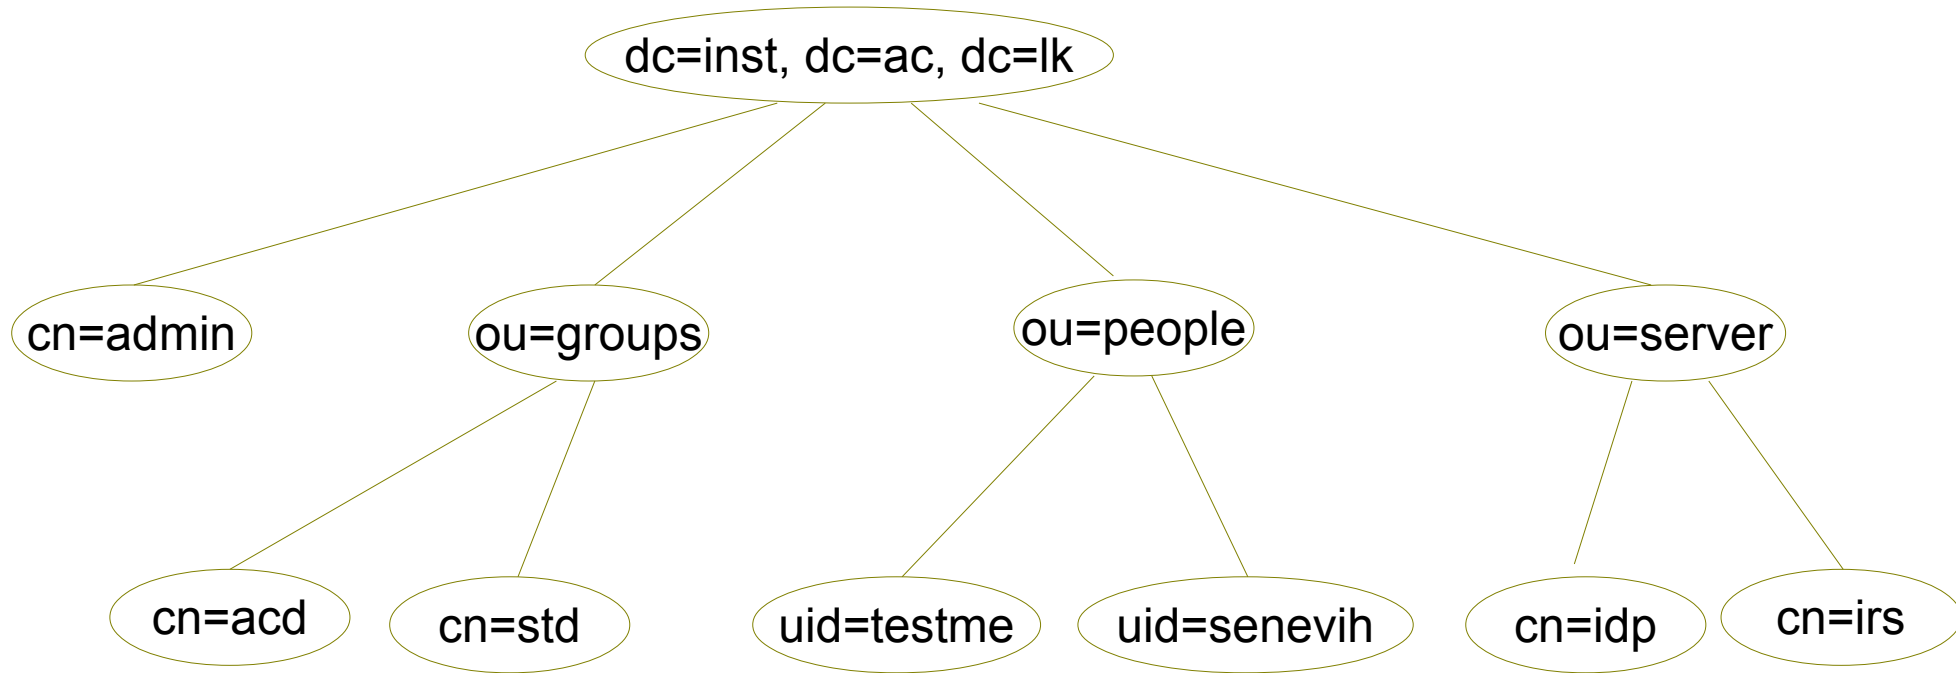 dc=inst, dc=ac, dc=lk
cn=admin
ou=groups
ou=people
ou=server
cn=acd
cn=std
uid=testme
uid=senevih
cn=idp
cn=irs